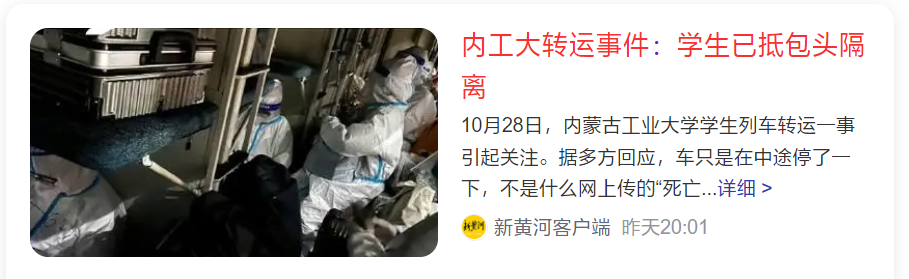 内工大转运事件：学生已抵包头隔
离
10月28日，内蒙古工业大学学生列车转运一事
引起关注。据多方回应，车只是在中途停了一
下，不是什么网上传的“死亡...详细 >
新黄河 新黄河客户端 昨天20:01